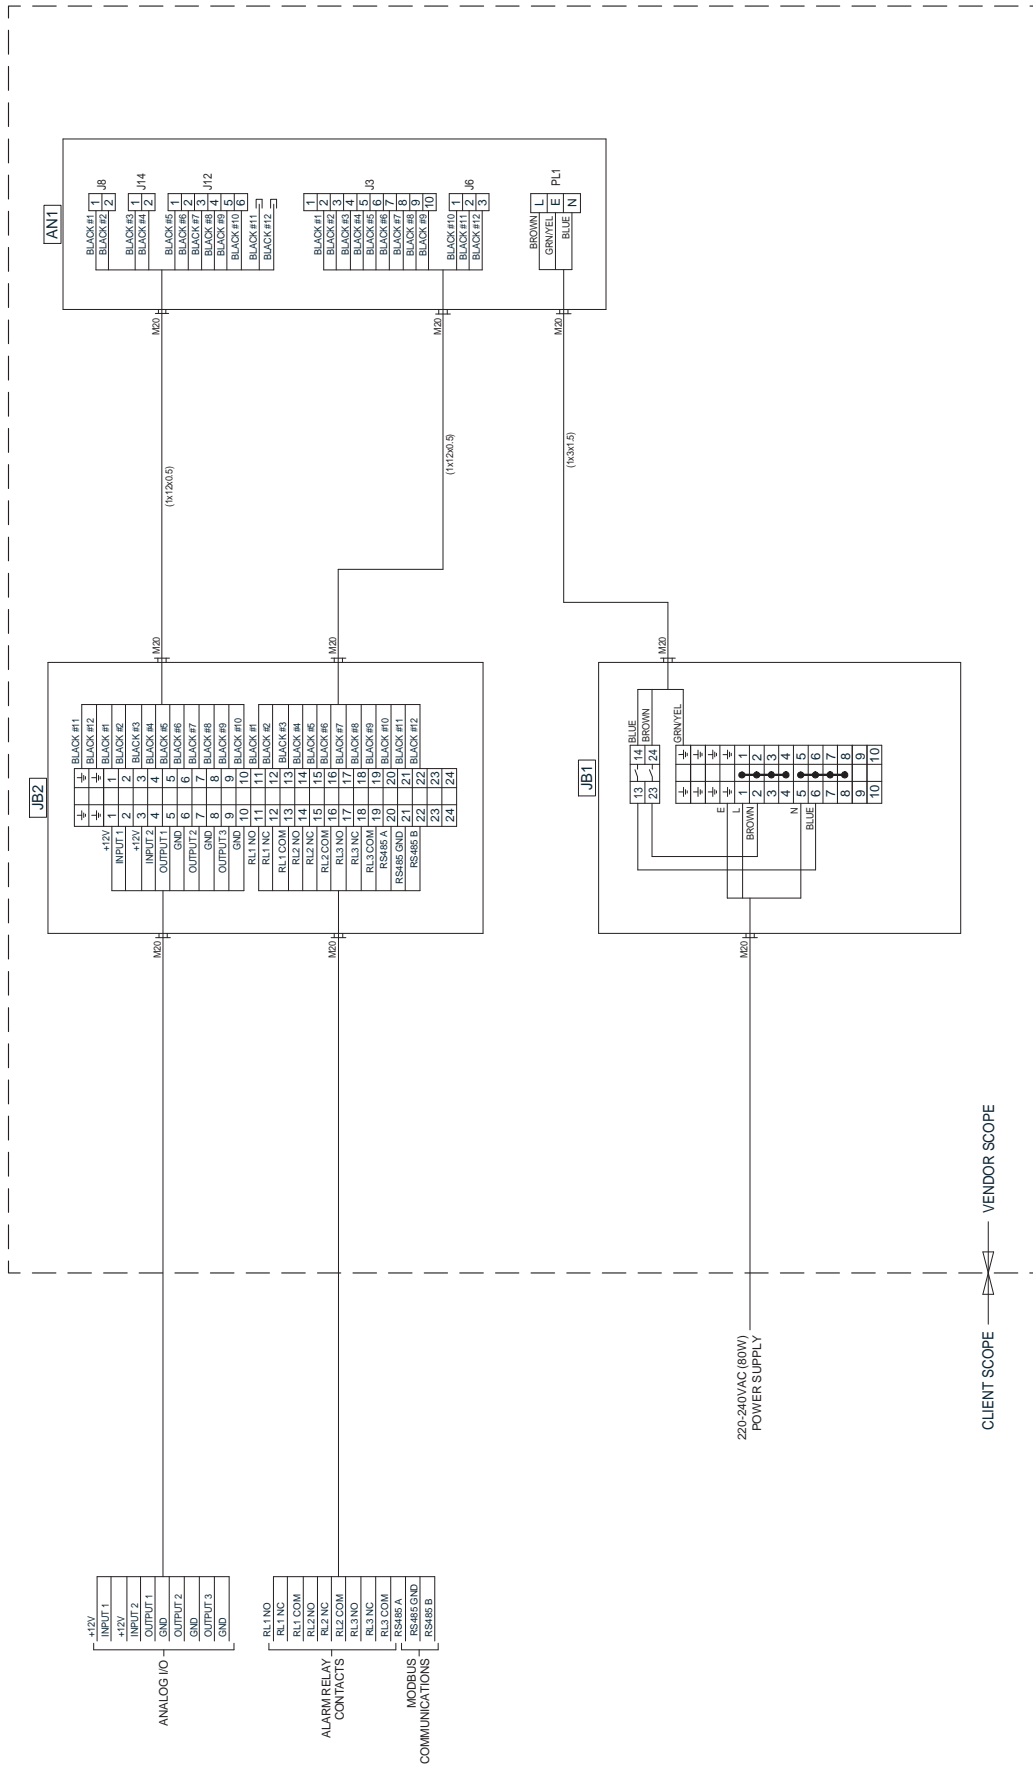 AN1
BLACK #1
BLACK #2
1
2
J8
BLACK #3
BLACK #4
1
2
J14
BLACK #5
BLACK #6
BLACK #7
BLACK #8
BLACK #9
BLACK #10
1
2
3
4
5
6
J12
BLACK #11
BLACK #12
BLACK #1
BLACK #2
BLACK #3
BLACK #4
BLACK #5
BLACK #6
BLACK #7
BLACK #8
BLACK #9
1
2
3
4
5
6
7
8
9
10
J3
BLACK #10
BLACK #11
BLACK #12
1
2
3
J6
BROWN
GRN/YEL
BLUE
L
E
N
PL1
M20
M20
M20
(1x12x0.5)
(1x12x0.5)
(1x3x1.5)
M20
M20
M20
JB2
BLACK #11
BLACK #12
BLACK #1
BLACK #2
BLACK #3
BLACK #4
BLACK #5
BLACK #6
BLACK #7
BLACK #8
BLACK #9
BLACK #10
BLACK #1
BLACK #2
BLACK #3
BLACK #4
BLACK #5
BLACK #6
BLACK #7
BLACK #8
BLACK #9
BLACK #10
BLACK #11
BLACK #12
1
2
3
4
5
6
7
8
9
10
11
12
13
14
15
16
17
18
19
20
21
22
23
24
1
2
3
4
5
6
7
8
9
10
11
12
13
14
15
16
17
18
19
20
21
22
23
24
+12V
INPUT 1
+12V
INPUT 2
OUTPUT 1
GND
OUTPUT 2
GND
OUTPUT 3
GND
RL1 NO
RL1 NC
RL1 COM
RL2 NO
RL2 NC
RL2 COM
RL3 NO
RL3 NC
RL3 COM
RS485 A
RS485 GND
RS485 B
M20
M20
JB1
BLUE
BROWN
GRN/YEL
13
14
23
24
1
2
3
4
5
6
7
8
9
10
1
2
3
4
5
6
7
8
9
10
E
L
BROWN
N
BLUE
M20
VENDOR SCOPE
CLIENT SCOPE
220-240VAC (80W)
POWER SUPPLY
+12V
INPUT 1
+12V
INPUT 2
OUTPUT 1
GND
OUTPUT 2
GND
OUTPUT 3
GND
ANALOG I/O
RL1 NO
RL1 NC
RL1 COM
RL2 NO
RL2 NC
RL2 COM
RL3 NO
RL3 NC
RL3 COM
RS485 A
RS485 GND
RS485 B
ALARM RELAY
CONTACTS
MODBUS
COMMUNICATIONS